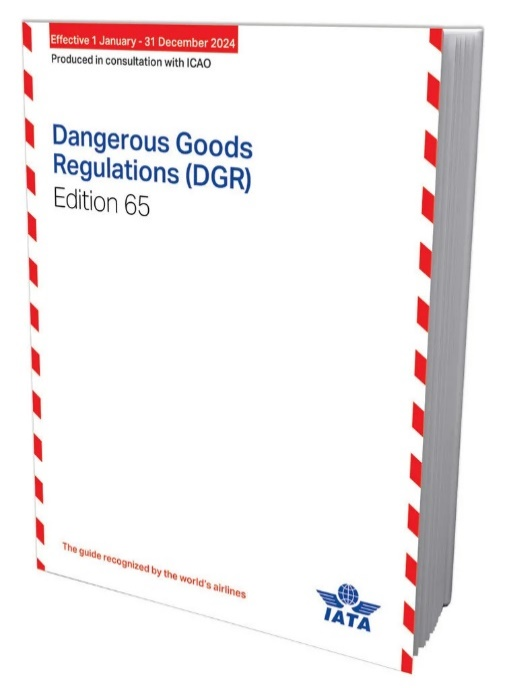 Effective 1 January - 31 December 2024
Produced in consultation with ICAO
Dangerous Goods
Regulations (DGR)
Edition 65
The guide recognized by the world's airlines
IATA